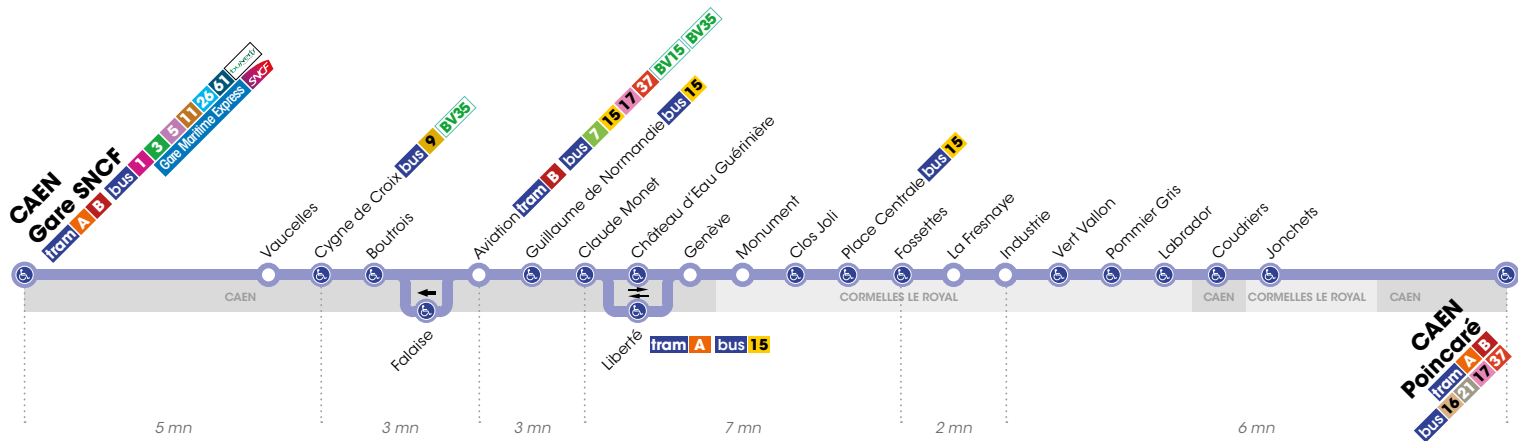 CAEN
Gare SNCF
tram A B bus 1 3 5 11 26 61
Gare Maritime Express SNCF
Vaucelles
Cygne de Croix bus 9 BV35
Boutrois
Aviation tram B bus 7 15 17 37 BV15 BV35
Guillaume de Normandie bus 15
Claude Monet
Château d'Eau Guérinière
Genève
Monument
Clos Joli
Place Centrale bus 15
Fossettes
La Fresnaye
Industrie
Vert Vallon
Pommier Gris
Labrador
Coudriers
Jonchets
CAEN
CORMELLES LE ROYAL
CAEN
CORMELLES LE ROYAL
CAEN
Falaise
Liberté
tram A bus 15
CAEN
Poincaré
tram A B
bus 16 21 17 37
5 mn
3 mn
3 mn
7 mn
2 mn
6 mn